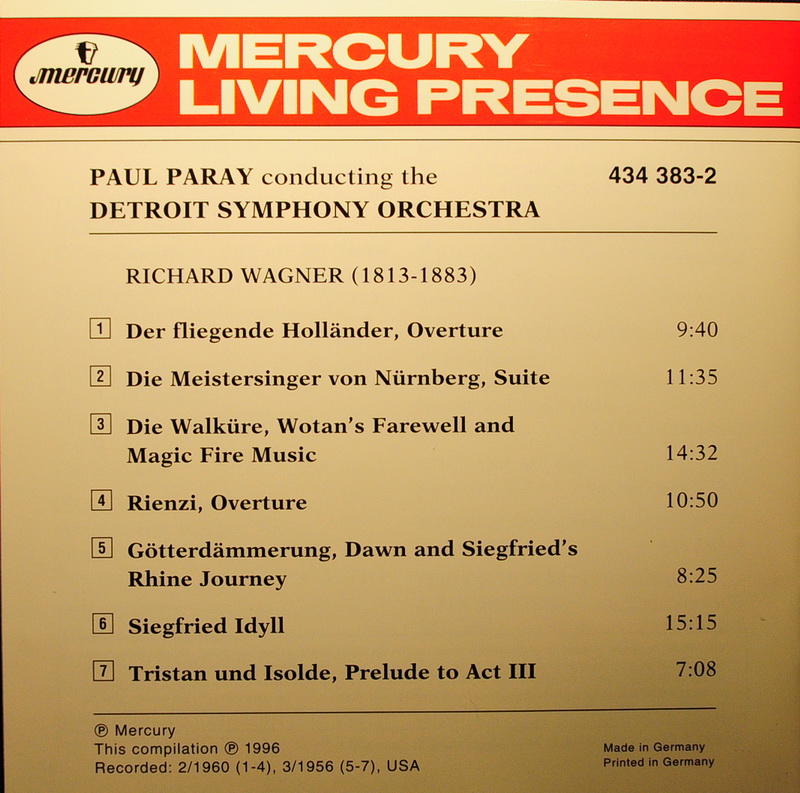 mercury
MERCURY
LIVING PRESENCE
PAUL PARAY conducting the 434 383-2
DETROIT SYMPHONY ORCHESTRA
RICHARD WAGNER (1813-1883)
1 Der fliegende Holländer, Overture 9:40
2 Die Meistersinger von Nürnberg, Suite 11:35
3 Die Walküre, Wotan's Farewell and
Magic Fire Music 14:32
4 Rienzi, Overture 10:50
5 Götterdämmerung, Dawn and Siegfried's
Rhine Journey 8:25
6 Siegfried Idyll 15:15
7 Tristan und Isolde, Prelude to Act III 7:08
℗ Mercury
This compilation ℗ 1996 Made in Germany
Recorded: 2/1960 (1-4), 3/1956 (5-7), USA Printed in Germany